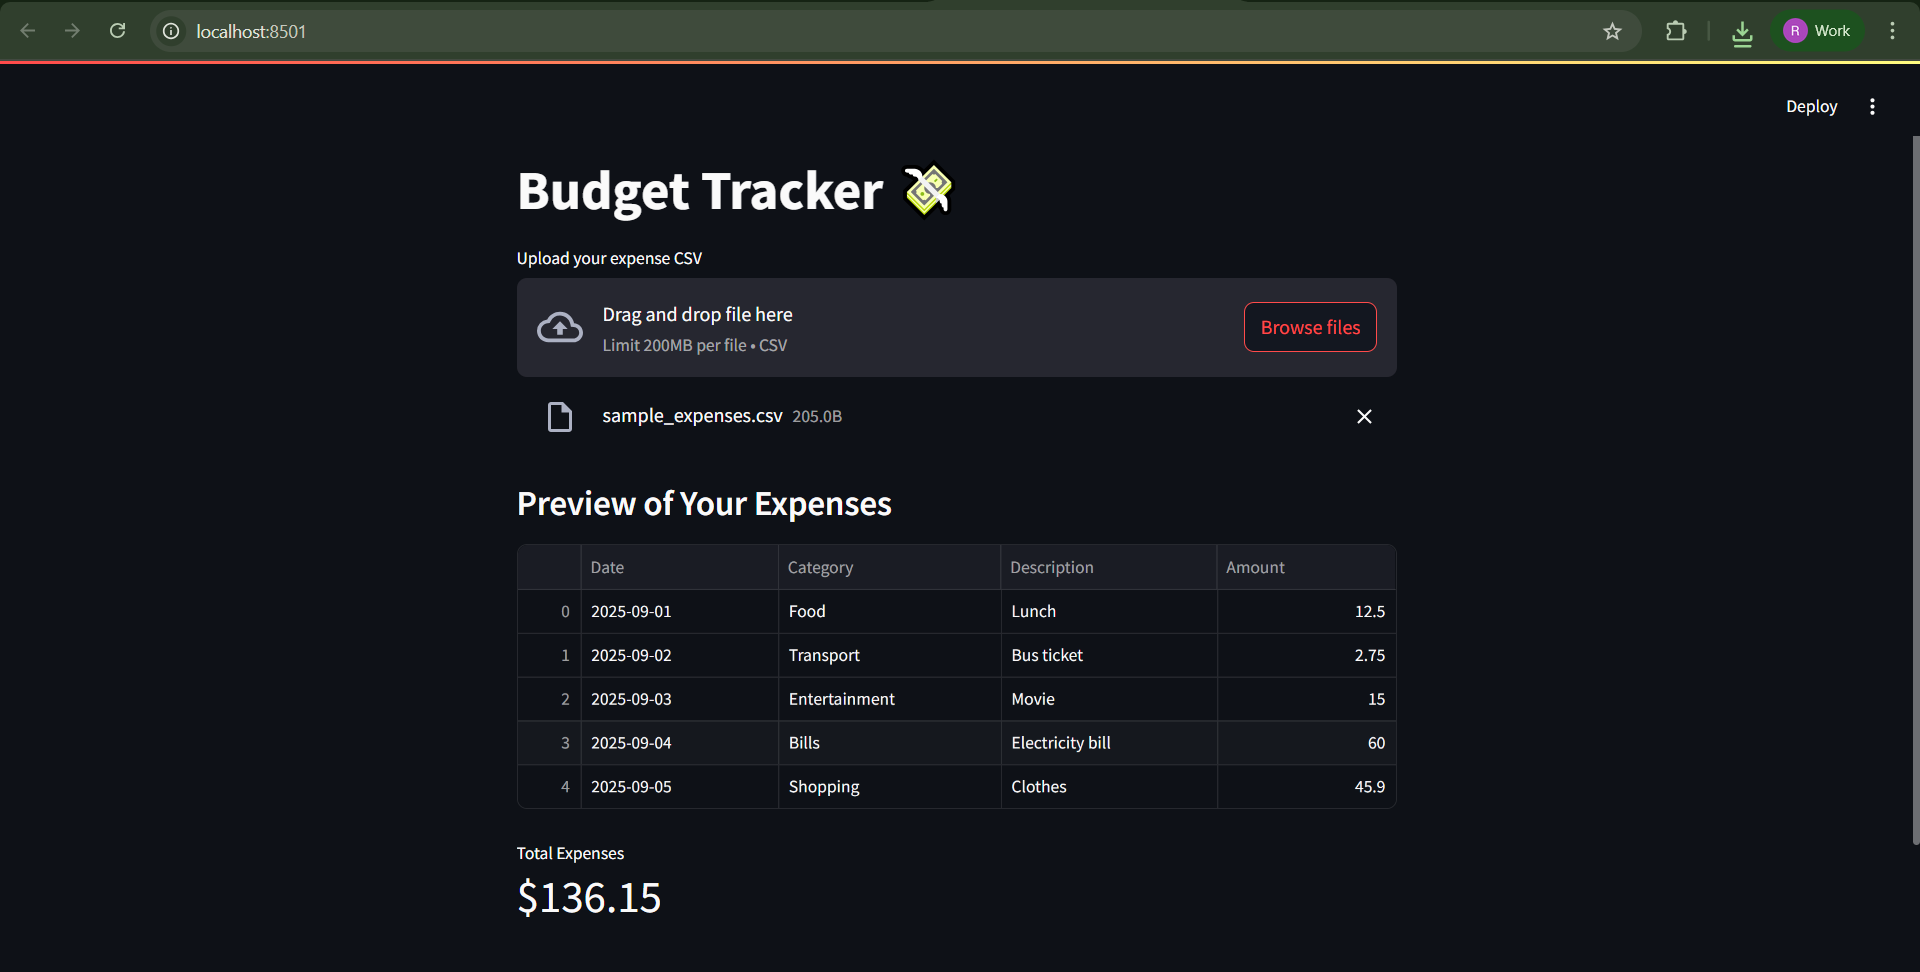 localhost:8501
R Work
Deploy
Budget Tracker 💸
Upload your expense CSV
Drag and drop file here
Limit 200MB per file • CSV
Browse files
sample_expenses.csv 205.0B
Preview of Your Expenses
Date Category Description Amount
0 2025-09-01 Food Lunch 12.5
1 2025-09-02 Transport Bus ticket 2.75
2 2025-09-03 Entertainment Movie 15
3 2025-09-04 Bills Electricity bill 60
4 2025-09-05 Shopping Clothes 45.9
Total Expenses
$136.15